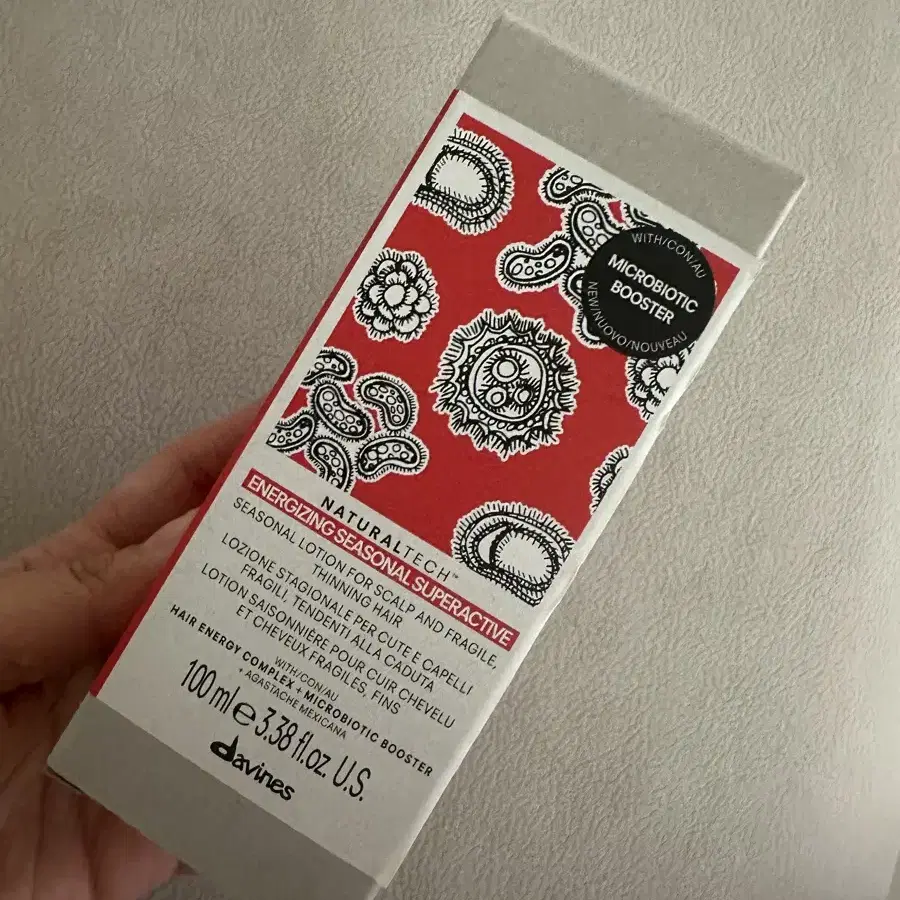 WITH/CON/AU
MICROBIOTIC
BOOSTER
NEW/NUOVO/NOUVEAU
NATURALTECH™
ENERGIZING SEASONAL SUPERACTIVE
SEASONAL LOTION FOR SCALP AND FRAGILE,
THINNING HAIR
LOZIONE STAGIONALE PER CUTE E CAPELLI
FRAGILI, TENDENTI ALLA CADUTA
LOTION SAISONNIÈRE POUR CUIR CHEVELU
ET CHEVEUX FRAGILES, FINS
WITH/CON/AU
HAIR ENERGY COMPLEX + MICROBIOTIC BOOSTER
+ AGASTACHE MEXICANA
100 ml e 3.38 fl.oz. U.S.
davines